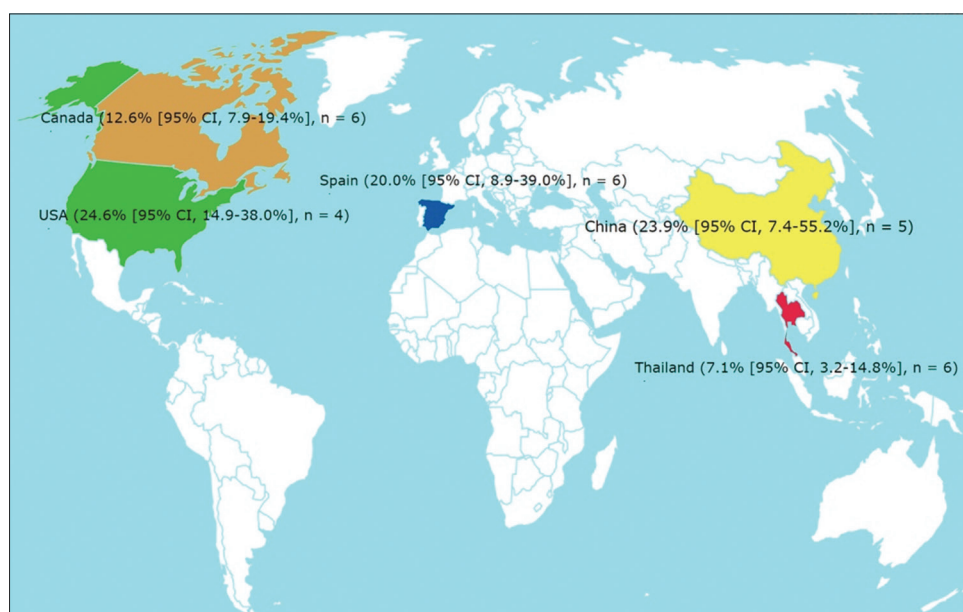 Canada (12.6% [95% CI, 7.9-19.4%], n = 6)
Spain (20.0% [95% CI, 8.9-39.0%], n = 6)
USA (24.6% [95% CI, 14.9-38.0%], n = 4)
China (23.9% [95% CI, 7.4-55.2%], n = 5)
Thailand (7.1% [95% CI, 3.2-14.8%], n = 6)